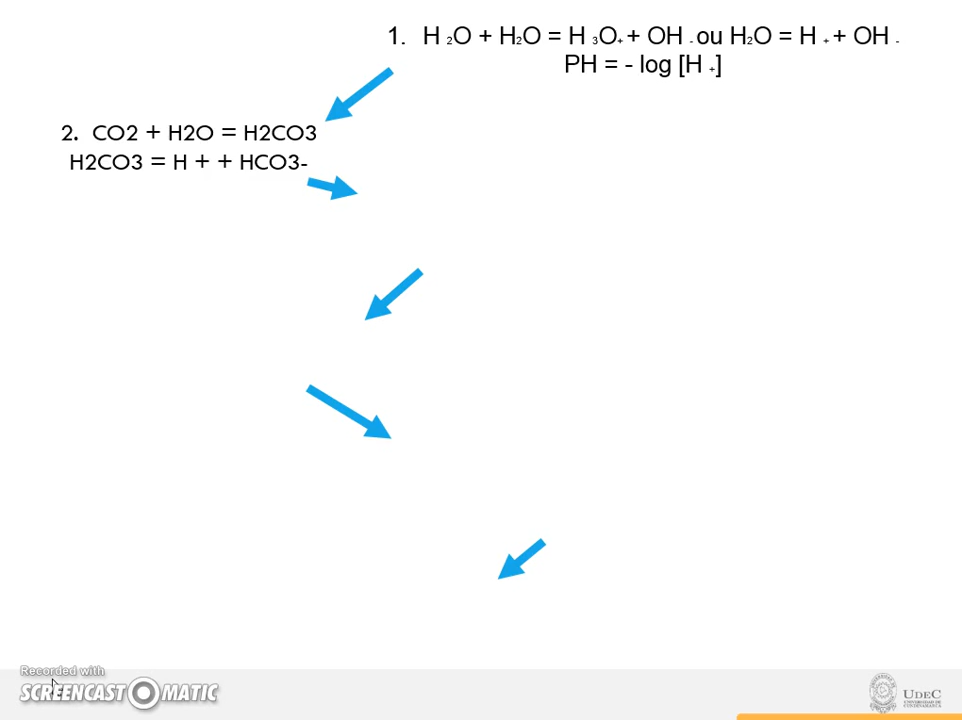 1. H 2O + H2O = H 3O+ + OH - ou H2O = H + + OH -
PH = - log [H +]
2. CO2 + H2O = H2CO3
H2CO3 = H + + HCO3-
Recorded with
SCREENCAST MATIC
UDEC
UNIVERSIDAD DE
CUNDINAMARCA